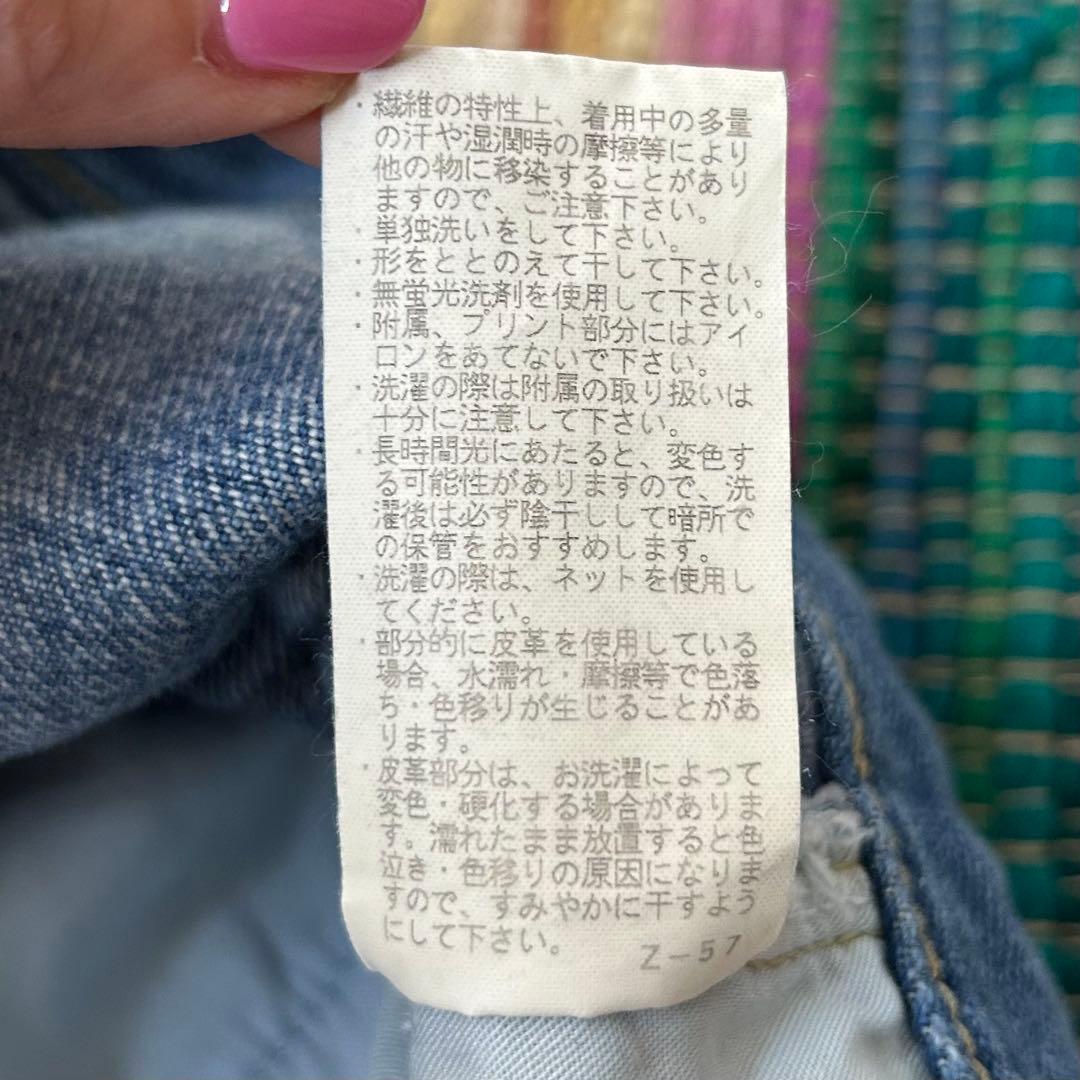 ・繊維の特性上、着用中の多量
の汗や湿潤時の摩擦等により
他の物に移染することがあり
ますので、ご注意下さい。
・単独洗いをして下さい。
・形をととのえて干して下さい。
・無蛍光洗剤を使用して下さい。
・附属、プリント部分にはアイ
ロンをあてないで下さい。
・洗濯の際は附属の取り扱いは
十分に注意して下さい。
・長時間光にあたると、変色す
る可能性がありますので、洗
濯後は必ず陰干しして暗所で
の保管をおすすめします。
・洗濯の際は、ネットを使用し
てください。
・部分的に皮革を使用している
場合、水濡れ・摩擦等で色落
ち・色移りが生じることがあ
ります。
・皮革部分は、お洗濯によって
変色・硬化する場合がありま
す。濡れたまま放置すると色
泣き・色移りの原因になりま
すので、すみやかに干すよう
にして下さい。
Z-57